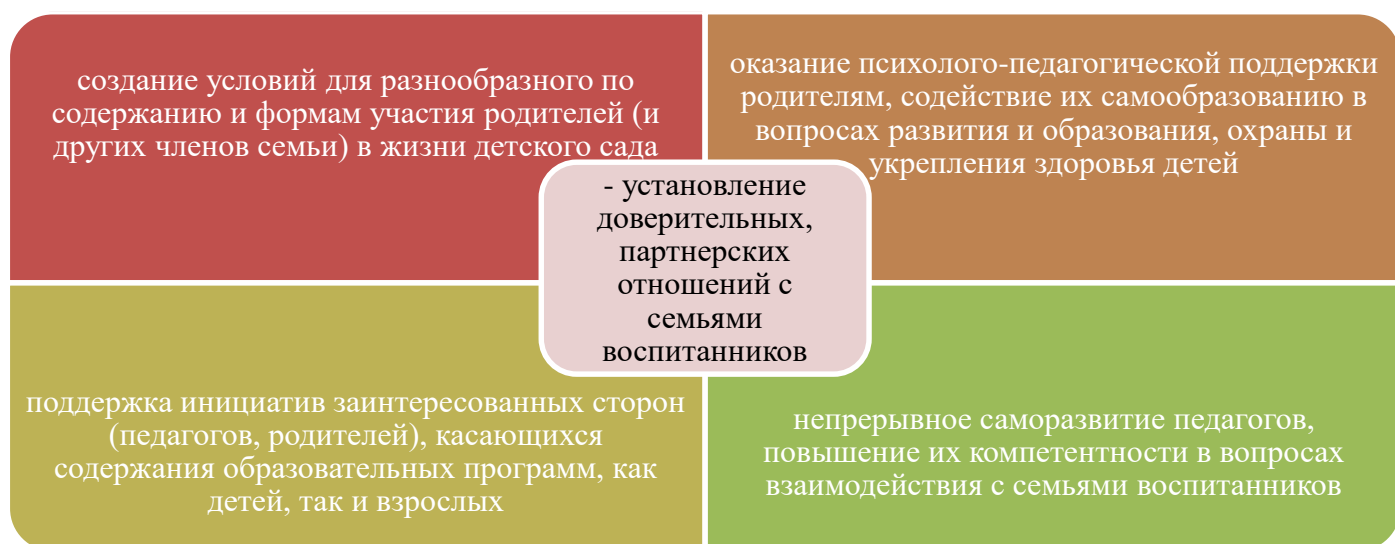 создание условий для разнообразного по
содержанию и формам участия родителей (и
других членов семьи) в жизни детского сада
оказание психолого-педагогической поддержки
родителям, содействие их самообразованию в
вопросах развития и образования, охраны и
укрепления здоровья детей
- установление
доверительных,
партнерских
отношений с
семьями
воспитанников
поддержка инициатив заинтересованных сторон
(педагогов, родителей), касающихся
содержания образовательных программ, как
детей, так и взрослых
непрерывное саморазвитие педагогов,
повышение их компетентности в вопросах
взаимодействия с семьями воспитанников